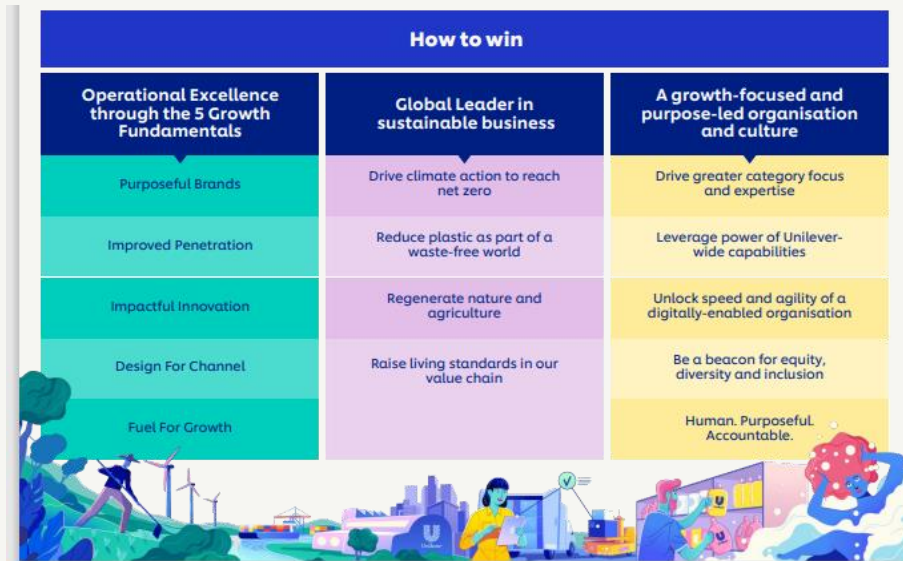 How to win
Operational Excellence
through the 5 Growth
Fundamentals
Purposeful Brands
Improved Penetration
Impactful Innovation
Design For Channel
Fuel For Growth
Global Leader in
sustainable business
Drive climate action to reach
net zero
Reduce plastic as part of a
waste-free world
Regenerate nature and
agriculture
Raise living standards in our
value chain
A growth-focused and
purpose-led organisation
and culture
Drive greater category focus
and expertise
Leverage power of Unilever-
wide capabilities
Unlock speed and agility of a
digitally-enabled organisation
Be a beacon for equity,
diversity and inclusion
Human. Purposeful.
Accountable.
Unilever